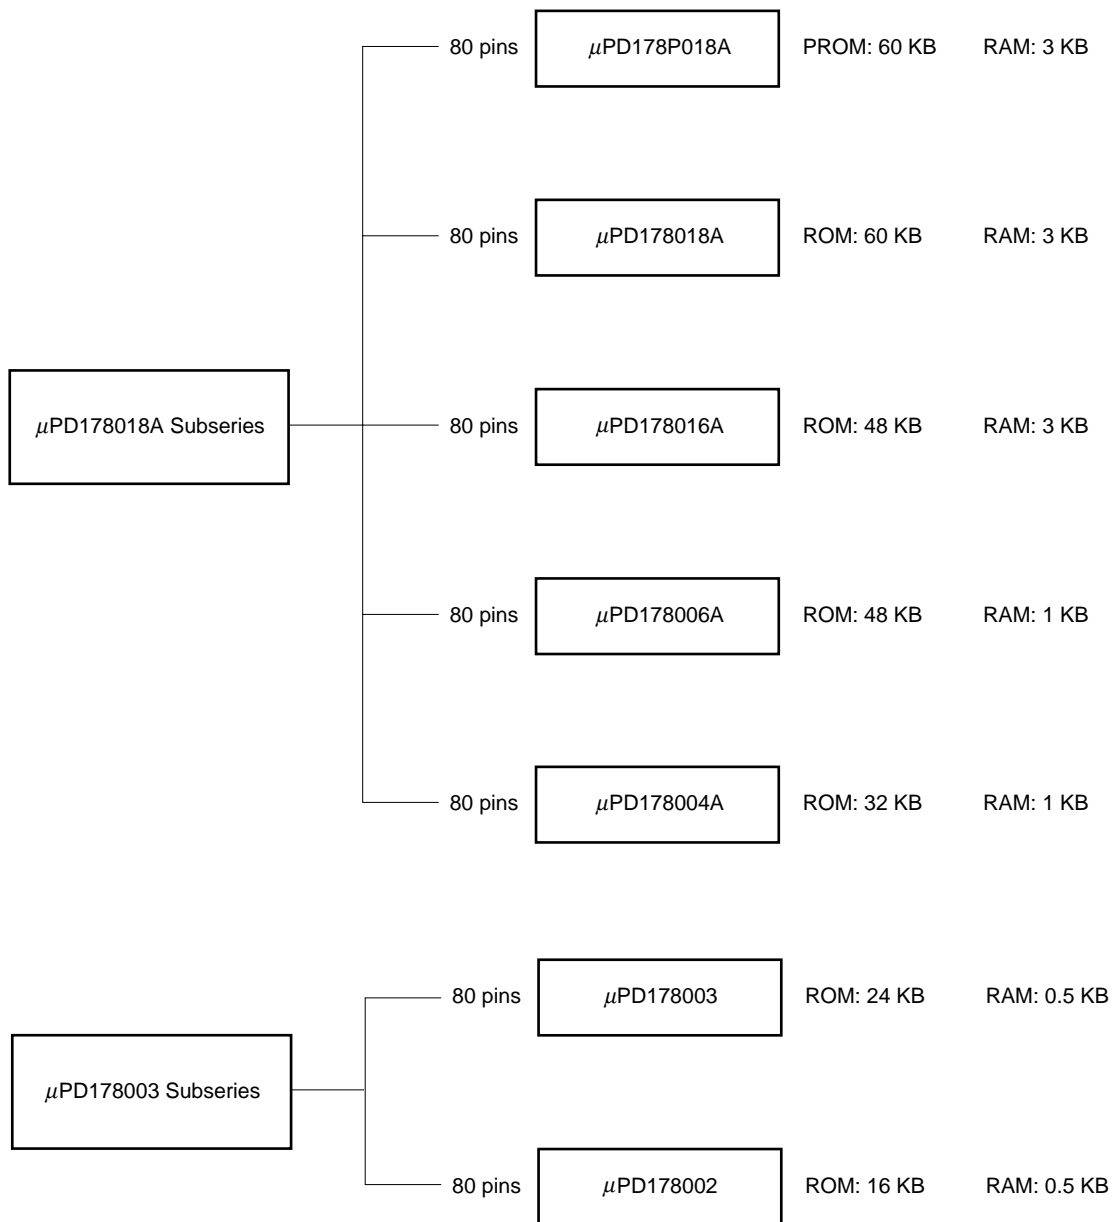 80 pins μPD178P018A PROM: 60 KB RAM: 3 KB
80 pins μPD178018A ROM: 60 KB RAM: 3 KB
μPD178018A Subseries 80 pins μPD178016A ROM: 48 KB RAM: 3 KB
80 pins μPD178006A ROM: 48 KB RAM: 1 KB
80 pins μPD178004A ROM: 32 KB RAM: 1 KB
80 pins μPD178003 ROM: 24 KB RAM: 0.5 KB
μPD178003 Subseries
80 pins μPD178002 ROM: 16 KB RAM: 0.5 KB